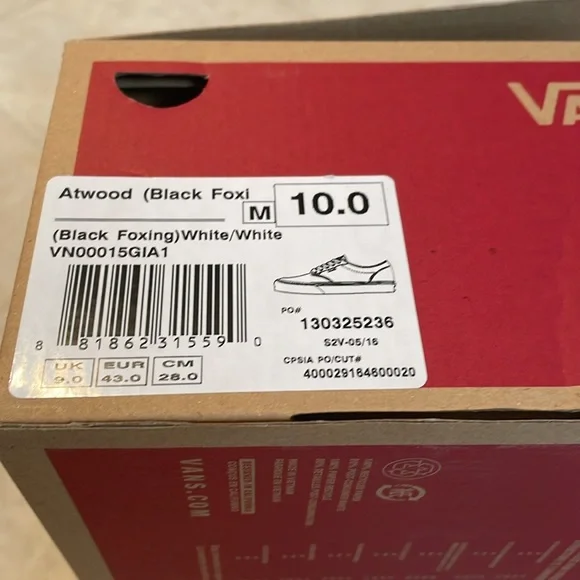 VA
Atwood (Black Foxi
M
10.0
(Black Foxing)White/White
VN00015GIA1
PO#
130325236
S2V-05/16
CPSIA PO/CUT#
400029184800020
8 81862 31559 0
UK
9.0
EUR
43.0
CM
28.0
VANS.COM